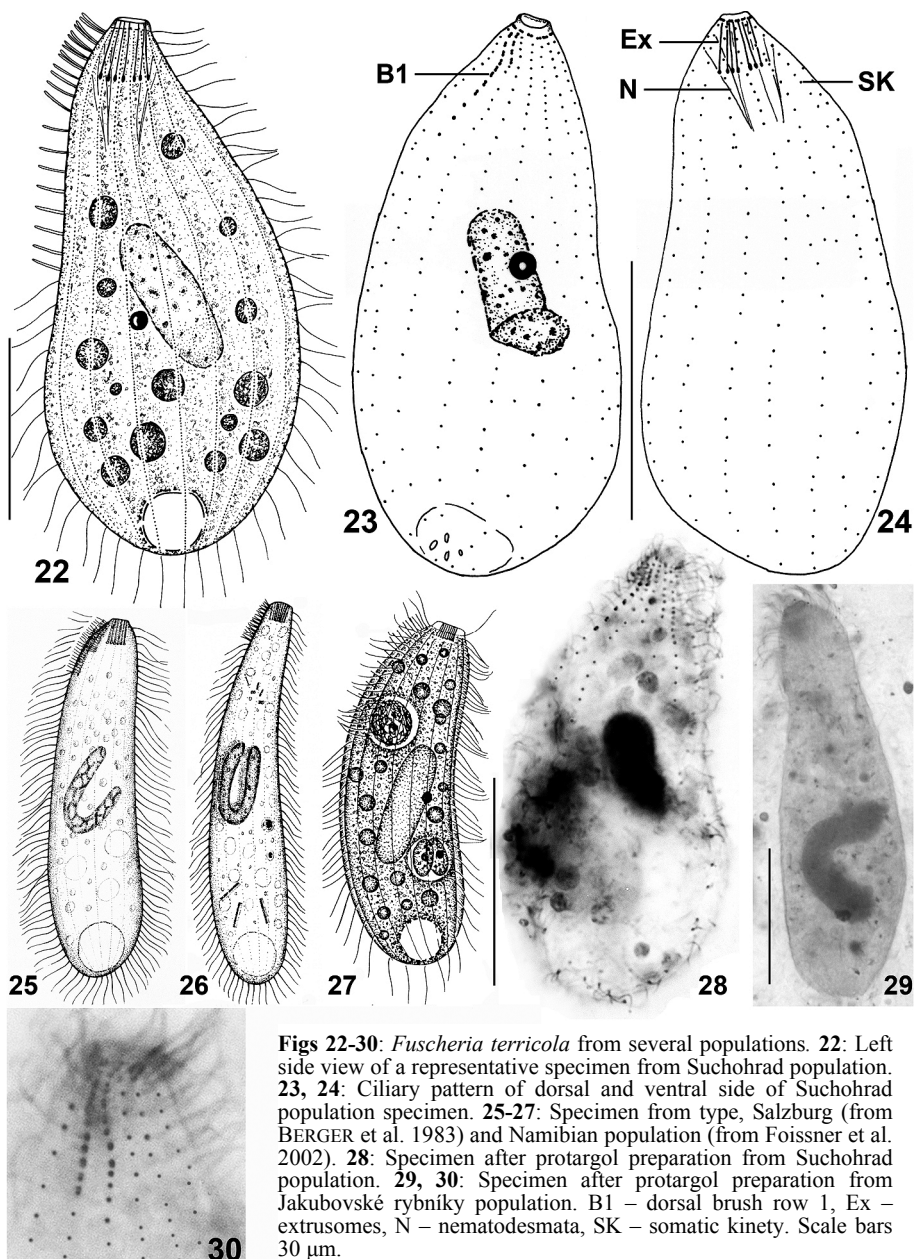 Ex
B1
N
SK
22
23
24
25
26
27
28
29
30
Figs 22-30: Fuscheria terricola from several populations. 22: Left
side view of a representative specimen from Suchohrad population.
23, 24: Ciliary pattern of dorsal and ventral side of Suchohrad
population specimen. 25-27: Specimen from type, Salzburg (from
BERGER et al. 1983) and Namibian population (from Foissner et al.
2002). 28: Specimen after protargol preparation from Suchohrad
population. 29, 30: Specimen after protargol preparation from
Jakubovské rybníky population. B1 – dorsal brush row 1, Ex –
extrusomes, N – nematodesmata, SK – somatic kinety. Scale bars
30 μm.